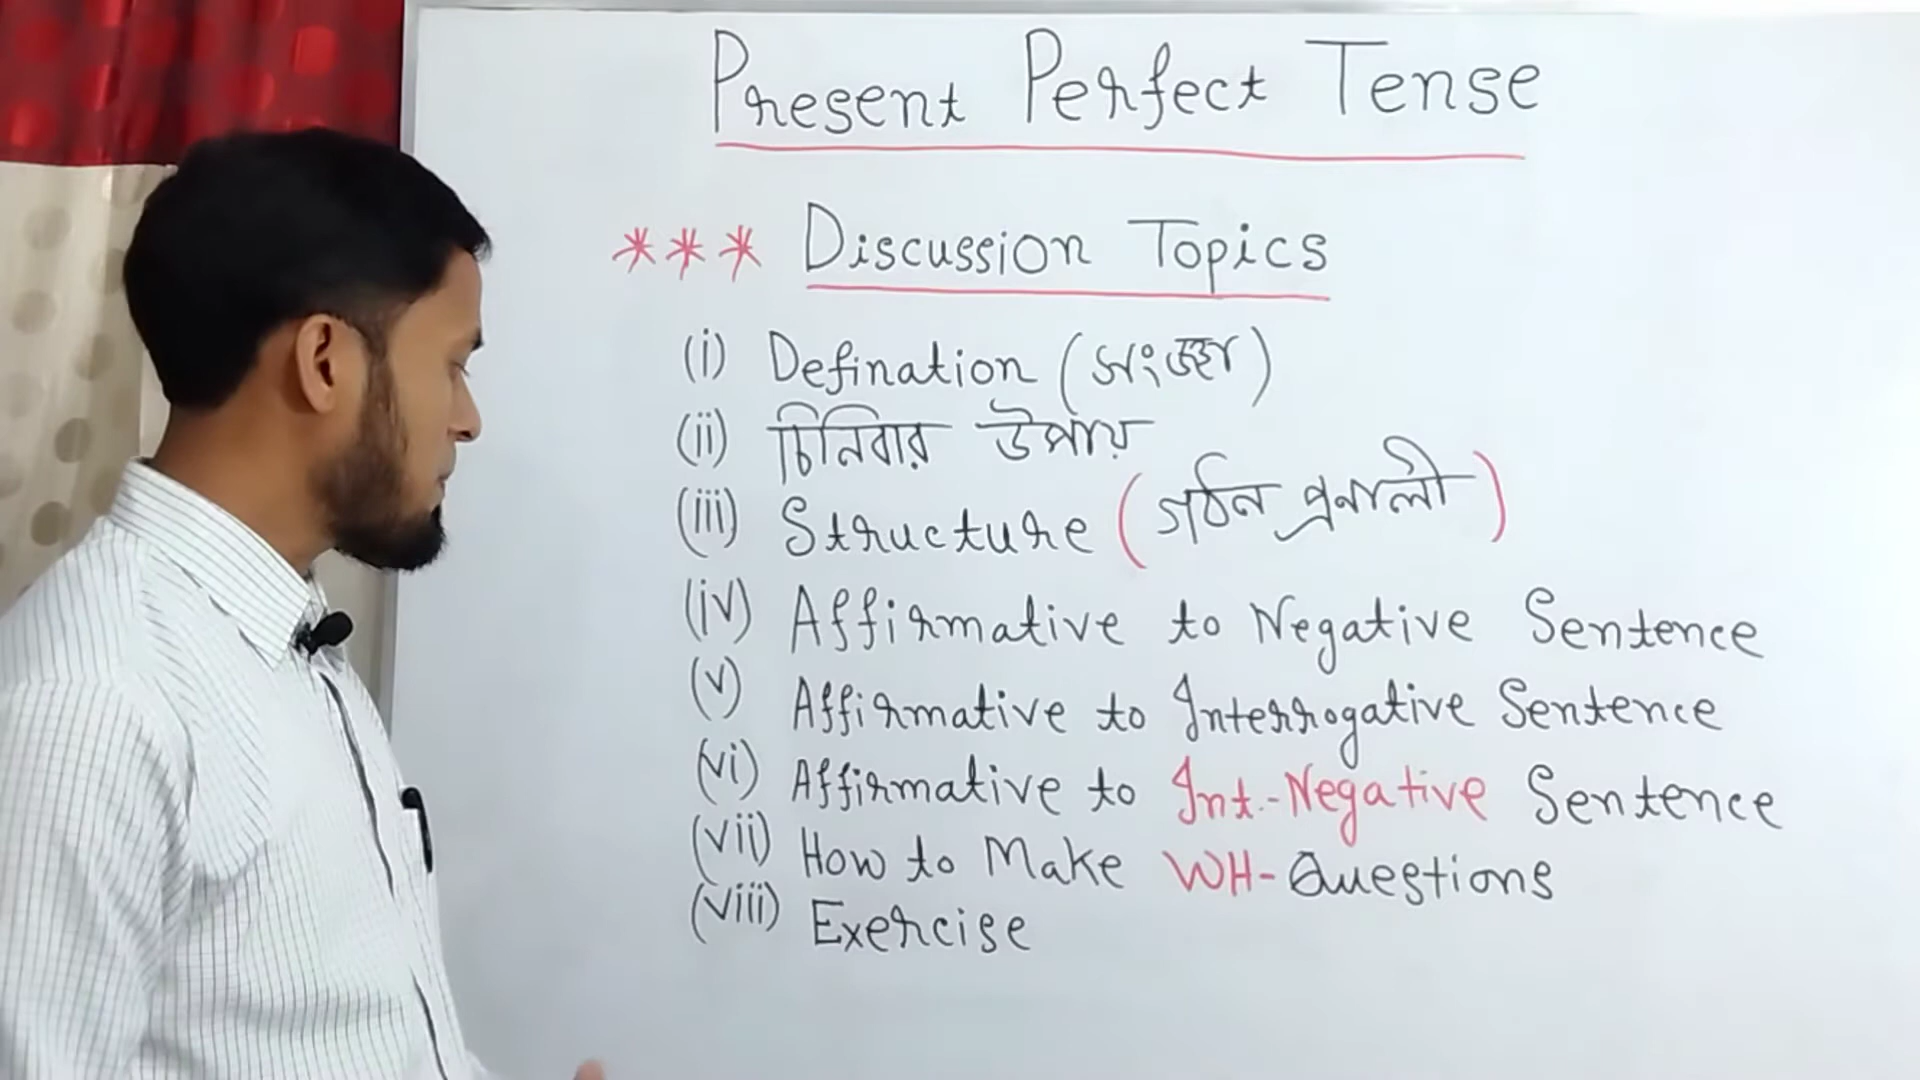 Present Perfect Tense
*** Discussion Topics
(i) Defination (সংজ্ঞা)
(ii) চিনিবার উপায়
(iii) Structure (গঠন প্রনালী)
(iv) Affirmative to Negative Sentence
(v) Affirmative to Interrogative Sentence
(vi) Affirmative to Int.-Negative Sentence
(vii) How to Make WH-Questions
(viii) Exercise